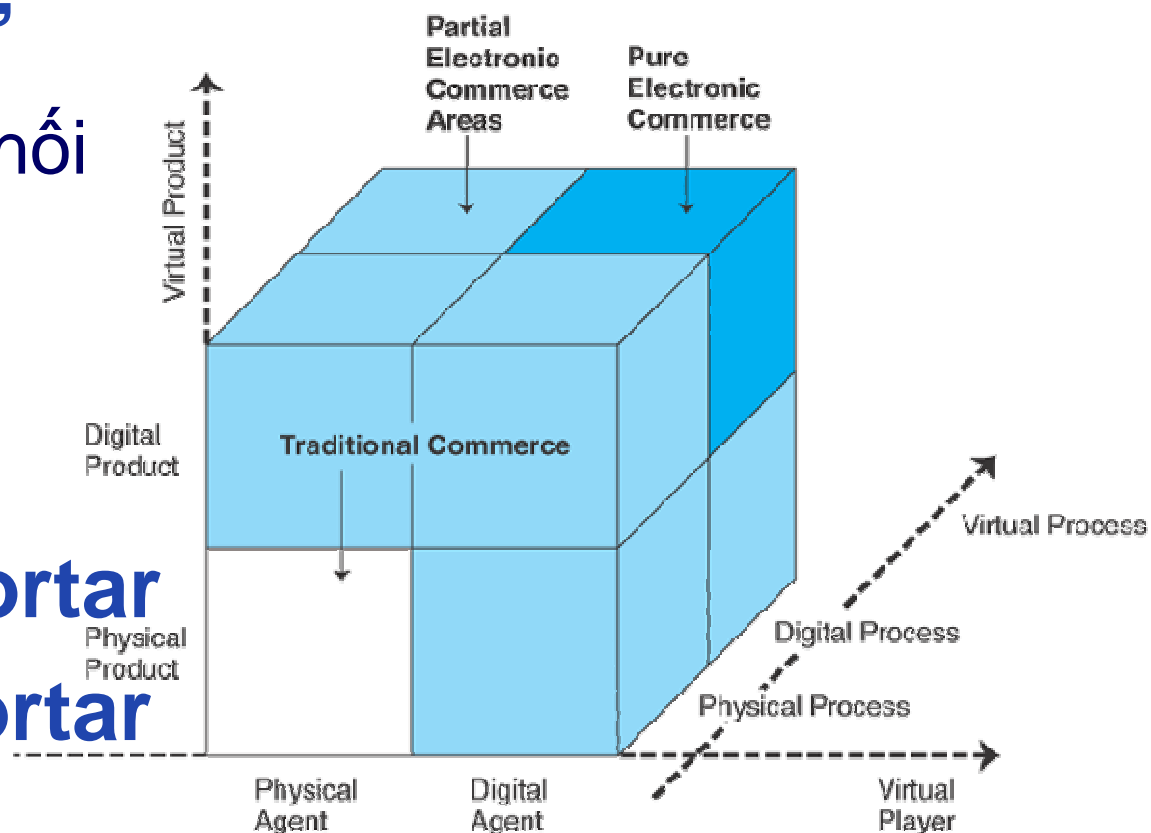 Partial
Electronic
Commerce
Areas
Pure
Electronic
Commerce
Virtual Product
Digital
Product
Traditional Commerce
Virtual Process
ortar
Physical
Product
Digital Process
ortar
Physical Process
Physical
Agent
Digital
Agent
Virtual
Player